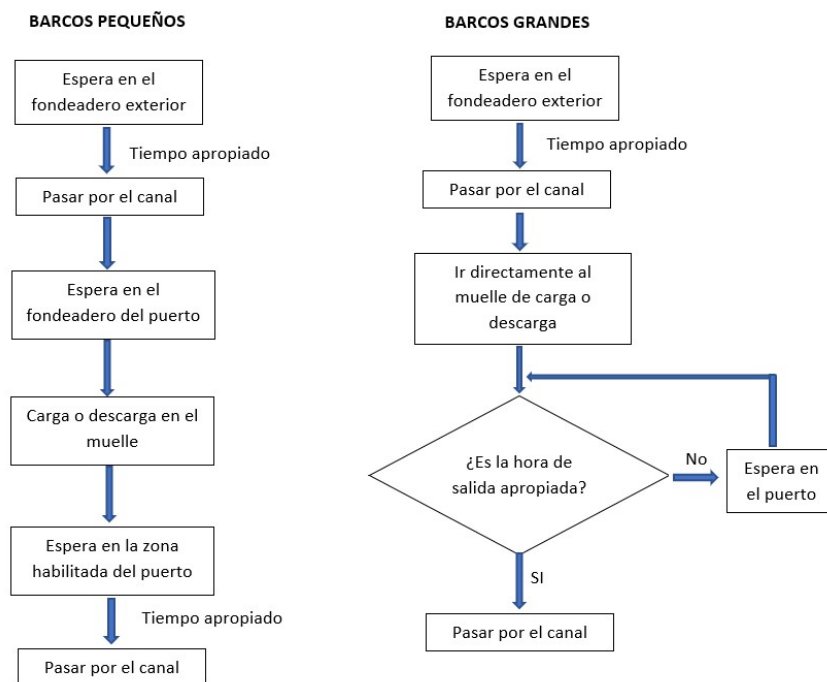 BARCOS PEQUEÑOS
Espera en el
fondeadero exterior
Tiempo apropiado
Pasar por el canal
Espera en el
fondeadero del puerto
Carga o descarga en el
muelle
Espera en la zona
habilitada del puerto
Tiempo apropiado
Pasar por el canal
BARCOS GRANDES
Espera en el
fondeadero exterior
Tiempo apropiado
Pasar por el canal
Ir directamente al
muelle de carga o
descarga
¿Es la hora de
salida apropiada?
No
Espera en
el puerto
SI
Pasar por el canal